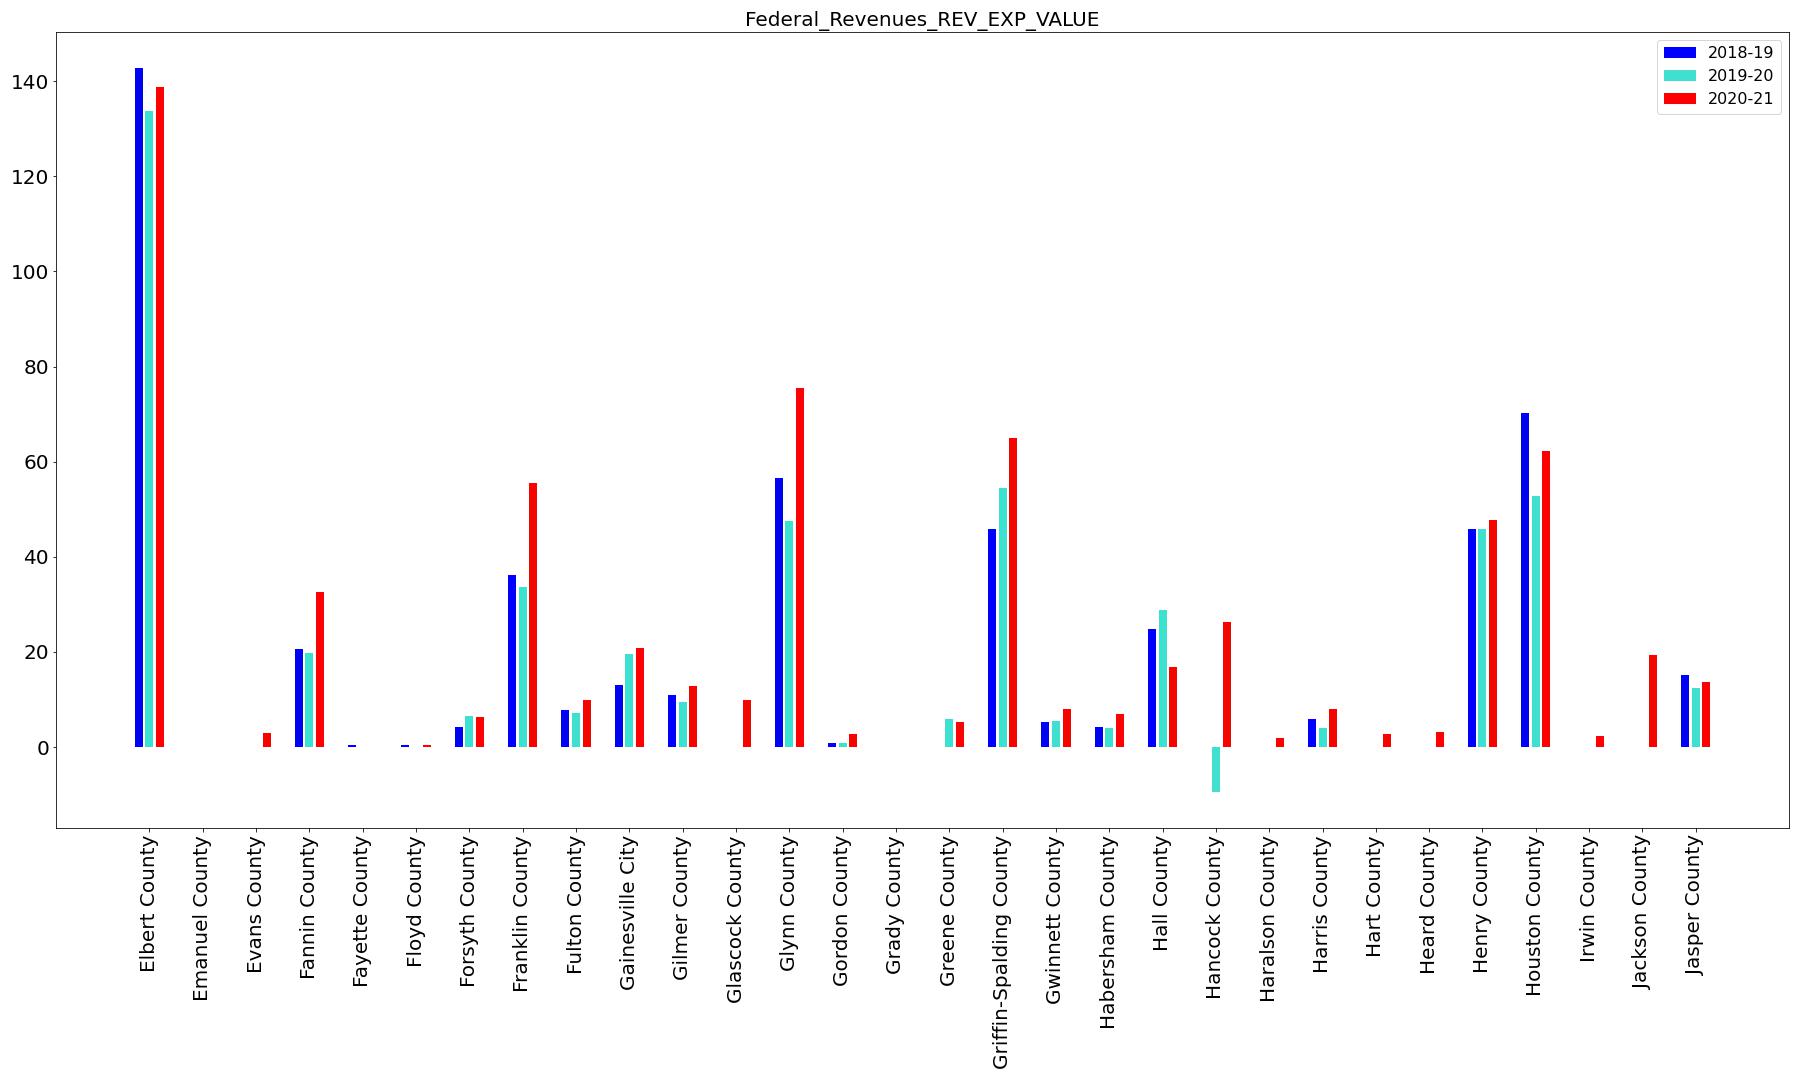 Federal_Revenues_REV_EXP_VALUE
2018-19
2019-20
2020-21
140
120
100
80
60
40
20
0
Elbert County
Emanuel County
Evans County
Fannin County
Fayette County
Floyd County
Forsyth County
Franklin County
Fulton County
Gainesville City
Gilmer County
Glascock County
Glynn County
Gordon County
Grady County
Greene County
Griffin-Spalding County
Gwinnett County
Habersham County
Hall County
Hancock County
Haralson County
Harris County
Hart County
Heard County
Henry County
Houston County
Irwin County
Jackson County
Jasper County